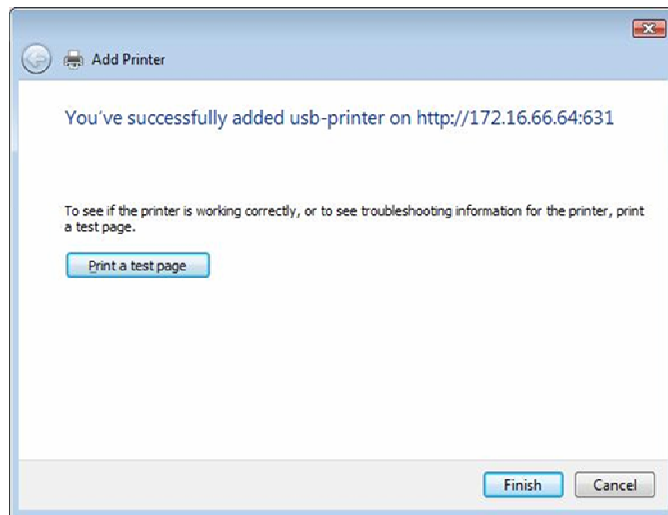 Add Printer
You've successfully added usb-printer on http://172.16.66.64:631
To see if the printer is working correctly, or to see troubleshooting information for the printer, print
a test page.
Print a test page
Finish
Cancel